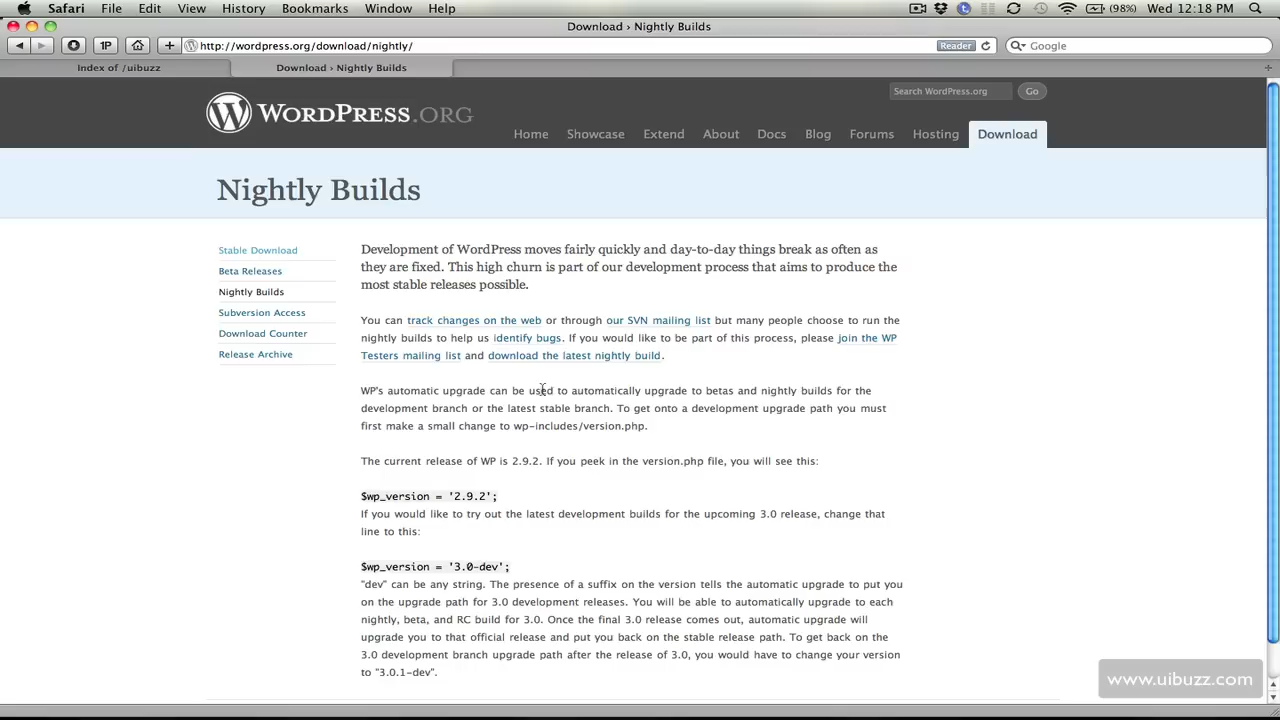 Safari File Edit View History Bookmarks Window Help (98%) Wed 12:18 PM
Download › Nightly Builds
1P http://wordpress.org/download/nightly/ Reader Google
Index of /uibuzz Download › Nightly Builds
Search WordPress.org Go
WORDPRESS.ORG
Home Showcase Extend About Docs Blog Forums Hosting Download
Nightly Builds
Stable Download
Beta Releases
Nightly Builds
Subversion Access
Download Counter
Release Archive
Development of WordPress moves fairly quickly and day-to-day things break as often as
they are fixed. This high churn is part of our development process that aims to produce the
most stable releases possible.
You can track changes on the web or through our SVN mailing list but many people choose to run the
nightly builds to help us identify bugs. If you would like to be part of this process, please join the WP
Testers mailing list and download the latest nightly build.
WP's automatic upgrade can be used to automatically upgrade to betas and nightly builds for the
development branch or the latest stable branch. To get onto a development upgrade path you must
first make a small change to wp-includes/version.php.
The current release of WP is 2.9.2. If you peek in the version.php file, you will see this:
$wp_version = '2.9.2';
If you would like to try out the latest development builds for the upcoming 3.0 release, change that
line to this:
$wp_version = '3.0-dev';
"dev" can be any string. The presence of a suffix on the version tells the automatic upgrade to put you
on the upgrade path for 3.0 development releases. You will be able to automatically upgrade to each
nightly, beta, and RC build for 3.0. Once the final 3.0 release comes out, automatic upgrade will
upgrade you to that official release and put you back on the stable release path. To get back on the
3.0 development branch upgrade path after the release of 3.0, you would have to change your version
to "3.0.1-dev".
www.uibuzz.com